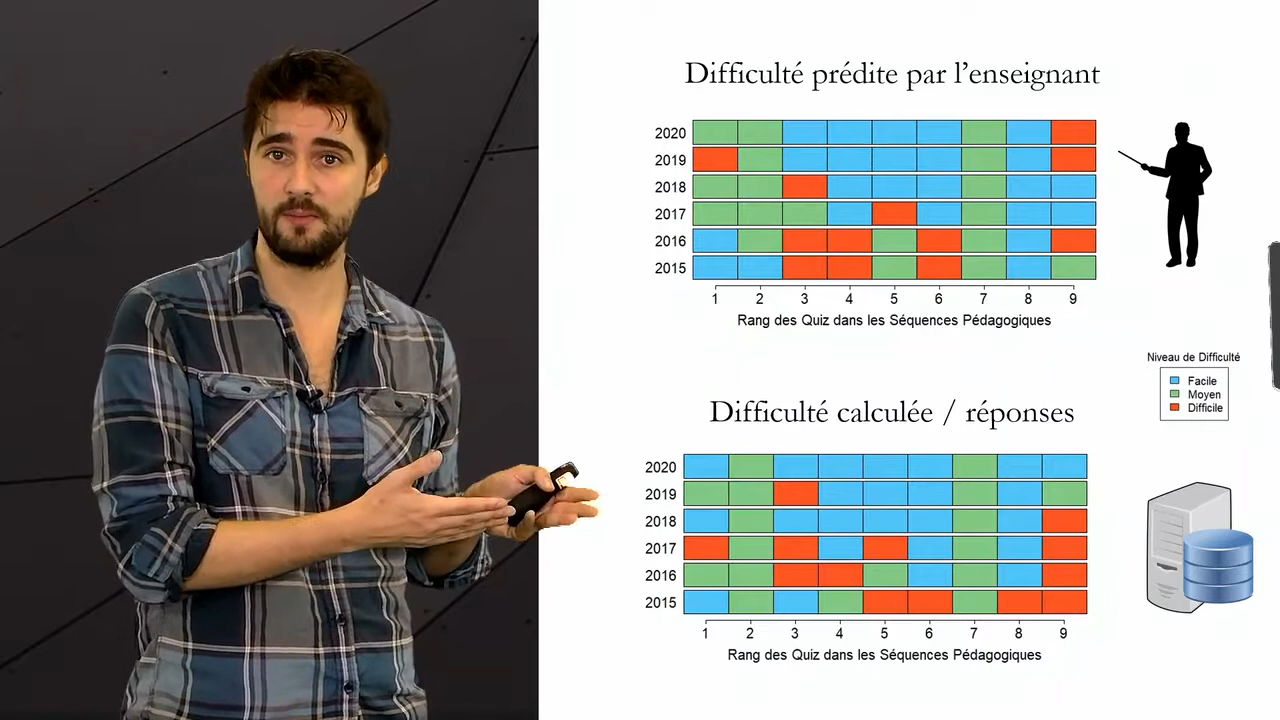 Difficulté prédite par l’enseignant
2020
2019
2018
2017
2016
2015
1 2 3 4 5 6 7 8 9
Rang des Quiz dans les Séquences Pédagogiques
Niveau de Difficulté
Facile
Moyen
Difficile
Difficulté calculée / réponses
2020
2019
2018
2017
2016
2015
1 2 3 4 5 6 7 8 9
Rang des Quiz dans les Séquences Pédagogiques